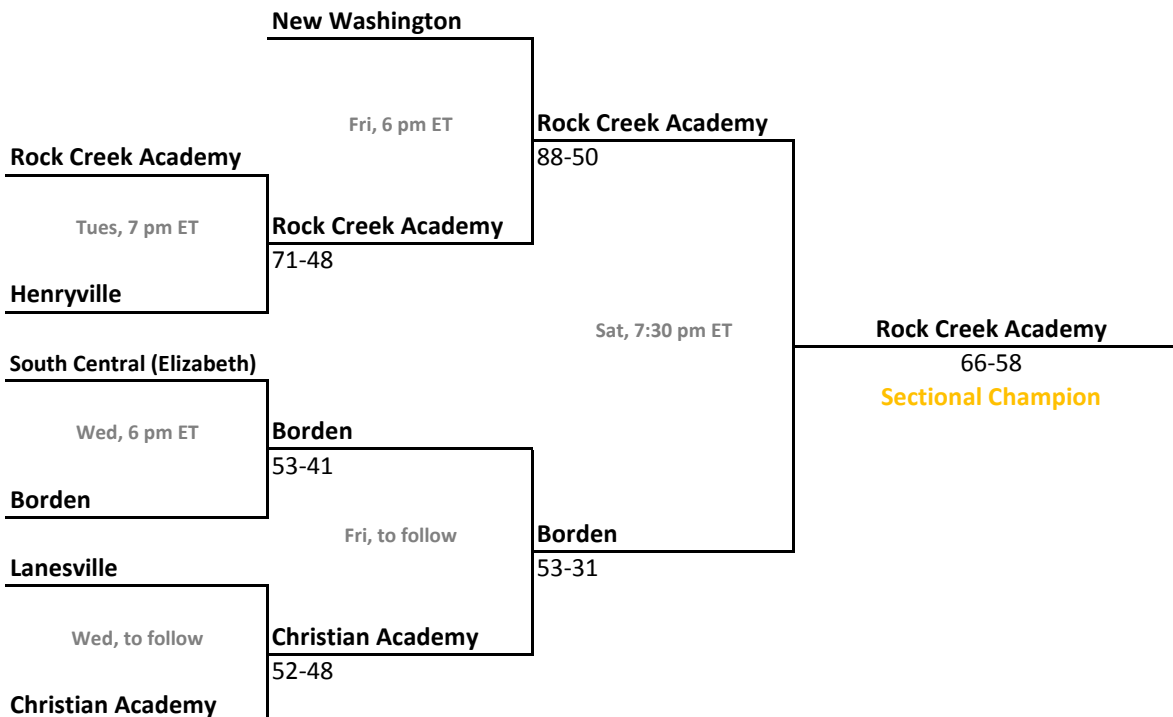 New Washington
Fri, 6 pm ET
Rock Creek Academy
88-50
Rock Creek Academy
Tues, 7 pm ET
Rock Creek Academy
71-48
Henryville
Sat, 7:30 pm ET
Rock Creek Academy
66-58
Sectional Champion
South Central (Elizabeth)
Wed, 6 pm ET
Borden
53-41
Borden
Fri, to follow
Borden
53-31
Lanesville
Wed, to follow
Christian Academy
52-48
Christian Academy